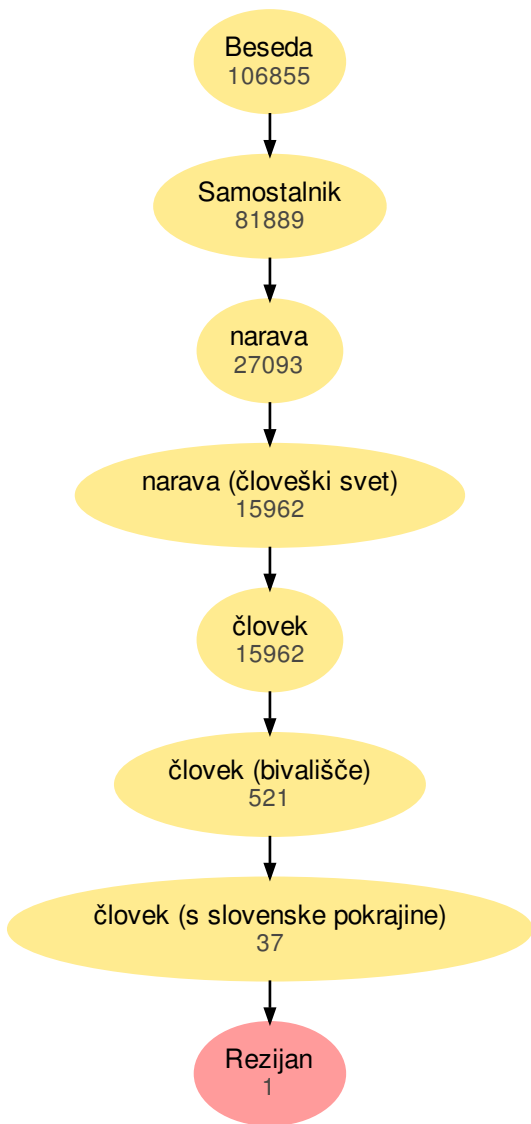 Beseda
106855
Samostalnik
81889
narava
27093
narava (človeški svet)
15962
človek
15962
človek (bivališče)
521
človek (s slovenske pokrajine)
37
Rezijan
1